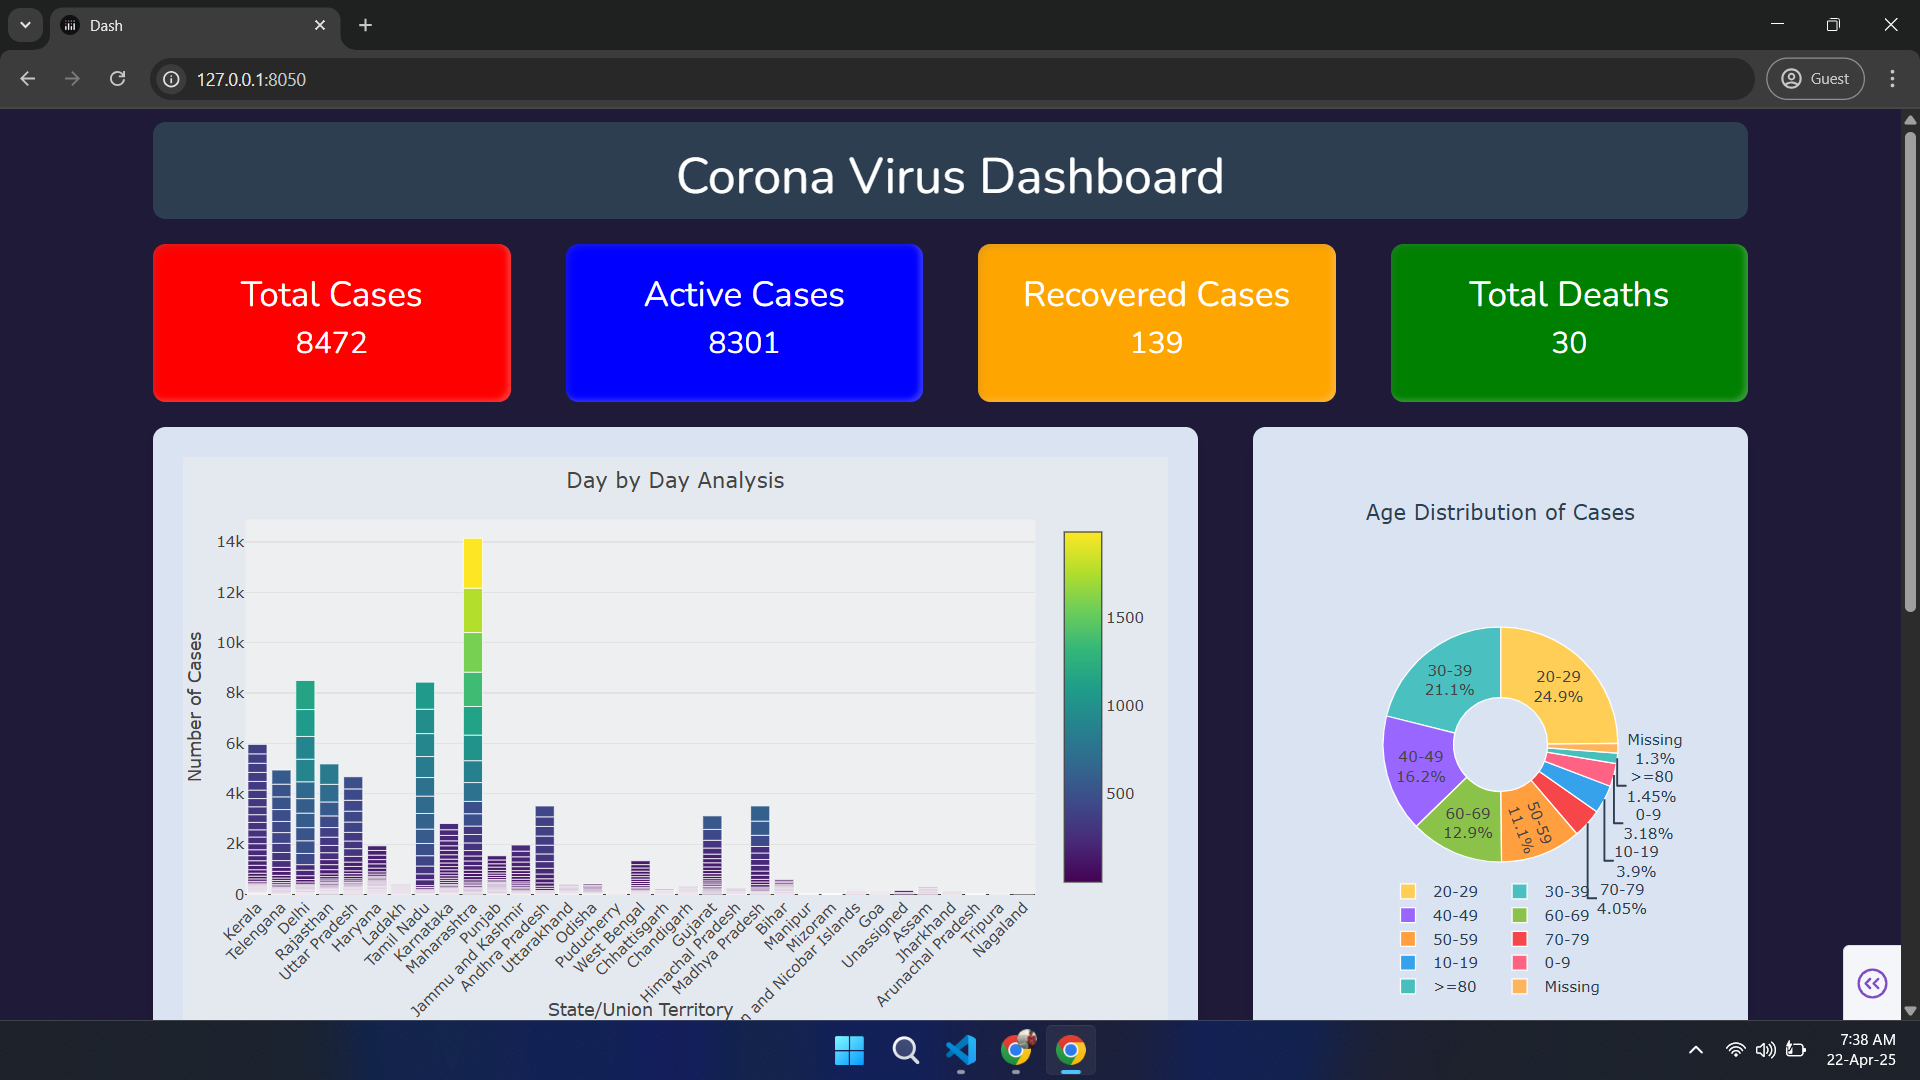 Dash
127.0.0.1:8050
Guest
Corona Virus Dashboard
Total Cases
8472
Active Cases
8301
Recovered Cases
139
Total Deaths
30
Day by Day Analysis
14k
12k
10k
8k
6k
4k
2k
0
Number of Cases
Kerala
Telengana
Delhi
Rajasthan
Uttar Pradesh
Haryana
Ladakh
Tamil Nadu
Karnataka
Maharashtra
Punjab
Jammu and Kashmir
Andhra Pradesh
Uttarakhand
Odisha
Puducherry
West Bengal
Chhattisgarh
Chandigarh
Gujarat
Himachal Pradesh
Madhya Pradesh
Bihar
Manipur
Mizoram
n and Nicobar Islands
Goa
Unassigned
Assam
Jharkhand
Arunachal Pradesh
Tripura
Nagaland
State/Union Territory
1500
1000
500
Age Distribution of Cases
30-39
21.1%
20-29
24.9%
40-49
16.2%
60-69
12.9%
50-59
11.1%
Missing
1.3%
>=80
1.45%
0-9
3.18%
10-19
3.9%
70-79
4.05%
20-29 30-39
40-49 60-69
50-59 70-79
10-19 0-9
>=80 Missing
7:38 AM
22-Apr-25